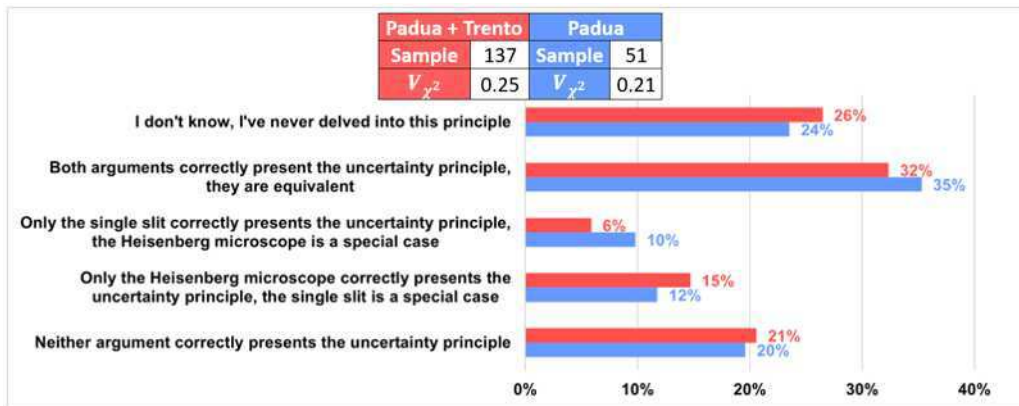 Padua + Trento Padua
Sample 137 Sample 51
V_χ² 0.25 V_χ² 0.21
I don't know, I've never delved into this principle 26%
24%
Both arguments correctly present the uncertainty principle, 32%
they are equivalent 35%
Only the single slit correctly presents the uncertainty principle, 6%
the Heisenberg microscope is a special case 10%
Only the Heisenberg microscope correctly presents the 15%
uncertainty principle, the single slit is a special case 12%
Neither argument correctly presents the uncertainty principle 21%
20%
0% 10% 20% 30% 40%